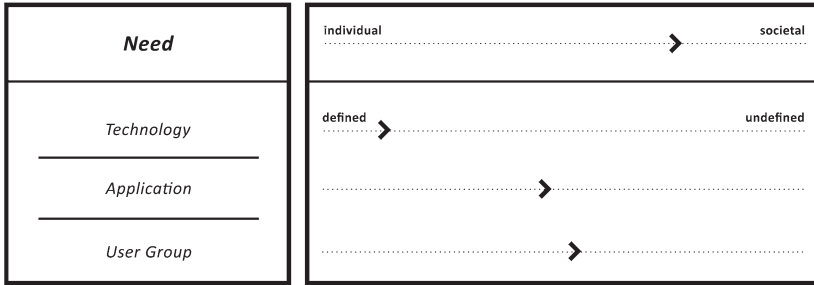 Need
individual societal
defined undefined
Technology
Application
User Group